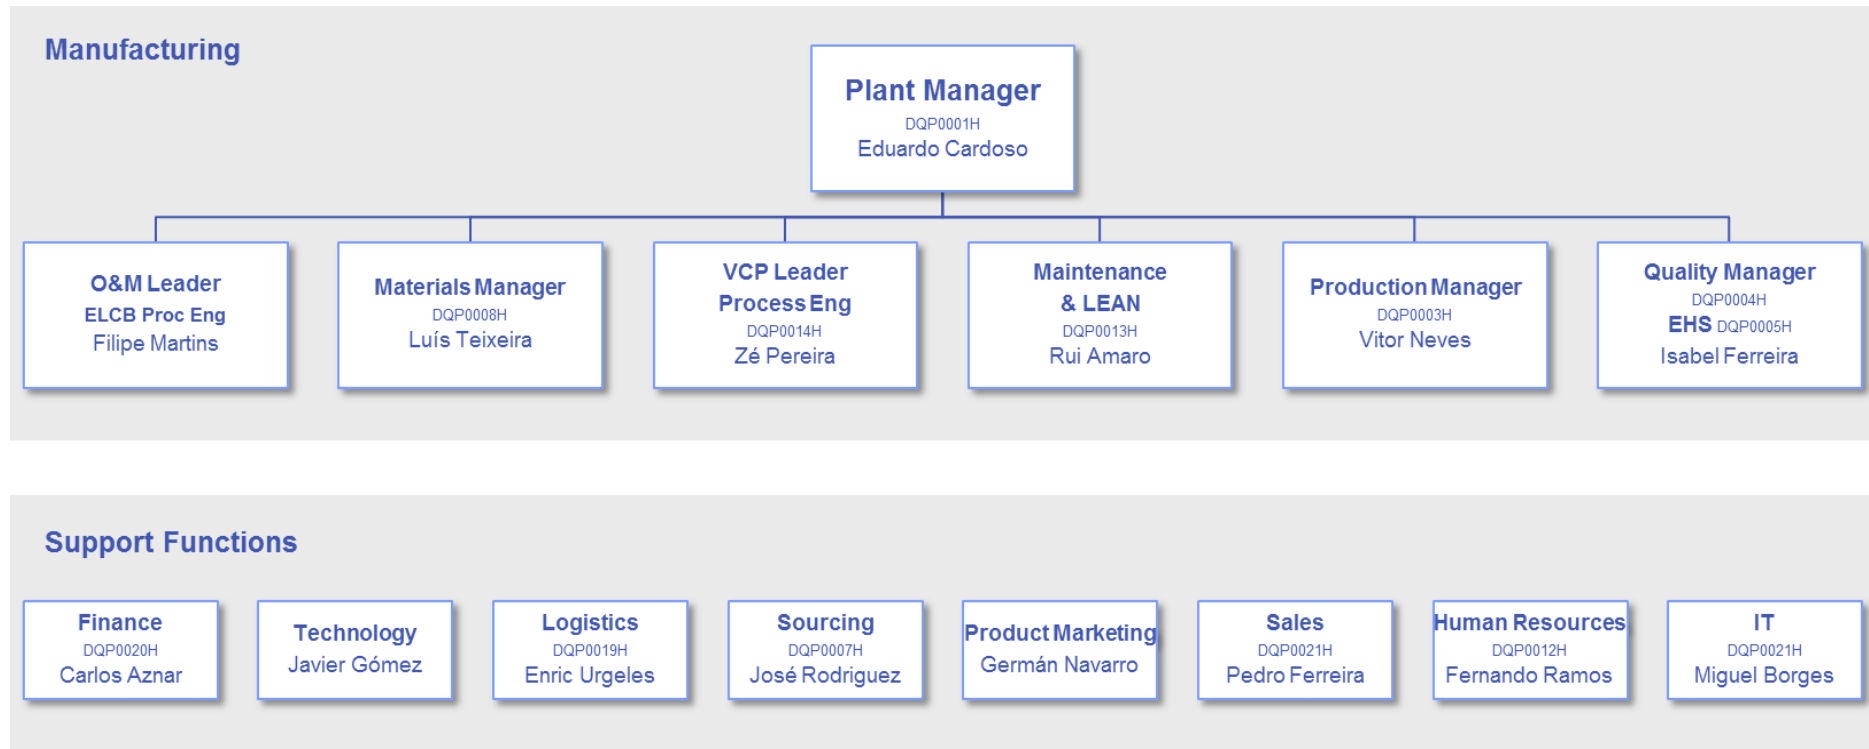 Manufacturing
Plant Manager
DQP0001H
Eduardo Cardoso
O&M Leader
ELCB Proc Eng
Filipe Martins
Materials Manager
DQP0008H
Luís Teixeira
VCP Leader
Process Eng
DQP0014H
Zé Pereira
Maintenance
& LEAN
DQP0013H
Rui Amaro
Production Manager
DQP0003H
Vitor Neves
Quality Manager
DQP0004H
EHS DQP0005H
Isabel Ferreira
Support Functions
Finance
DQP0020H
Carlos Aznar
Technology
Javier Gómez
Logistics
DQP0019H
Enric Urgeles
Sourcing
DQP0007H
José Rodriguez
Product Marketing
Germán Navarro
Sales
DQP0021H
Pedro Ferreira
Human Resources
DQP0012H
Fernando Ramos
IT
DQP0021H
Miguel Borges